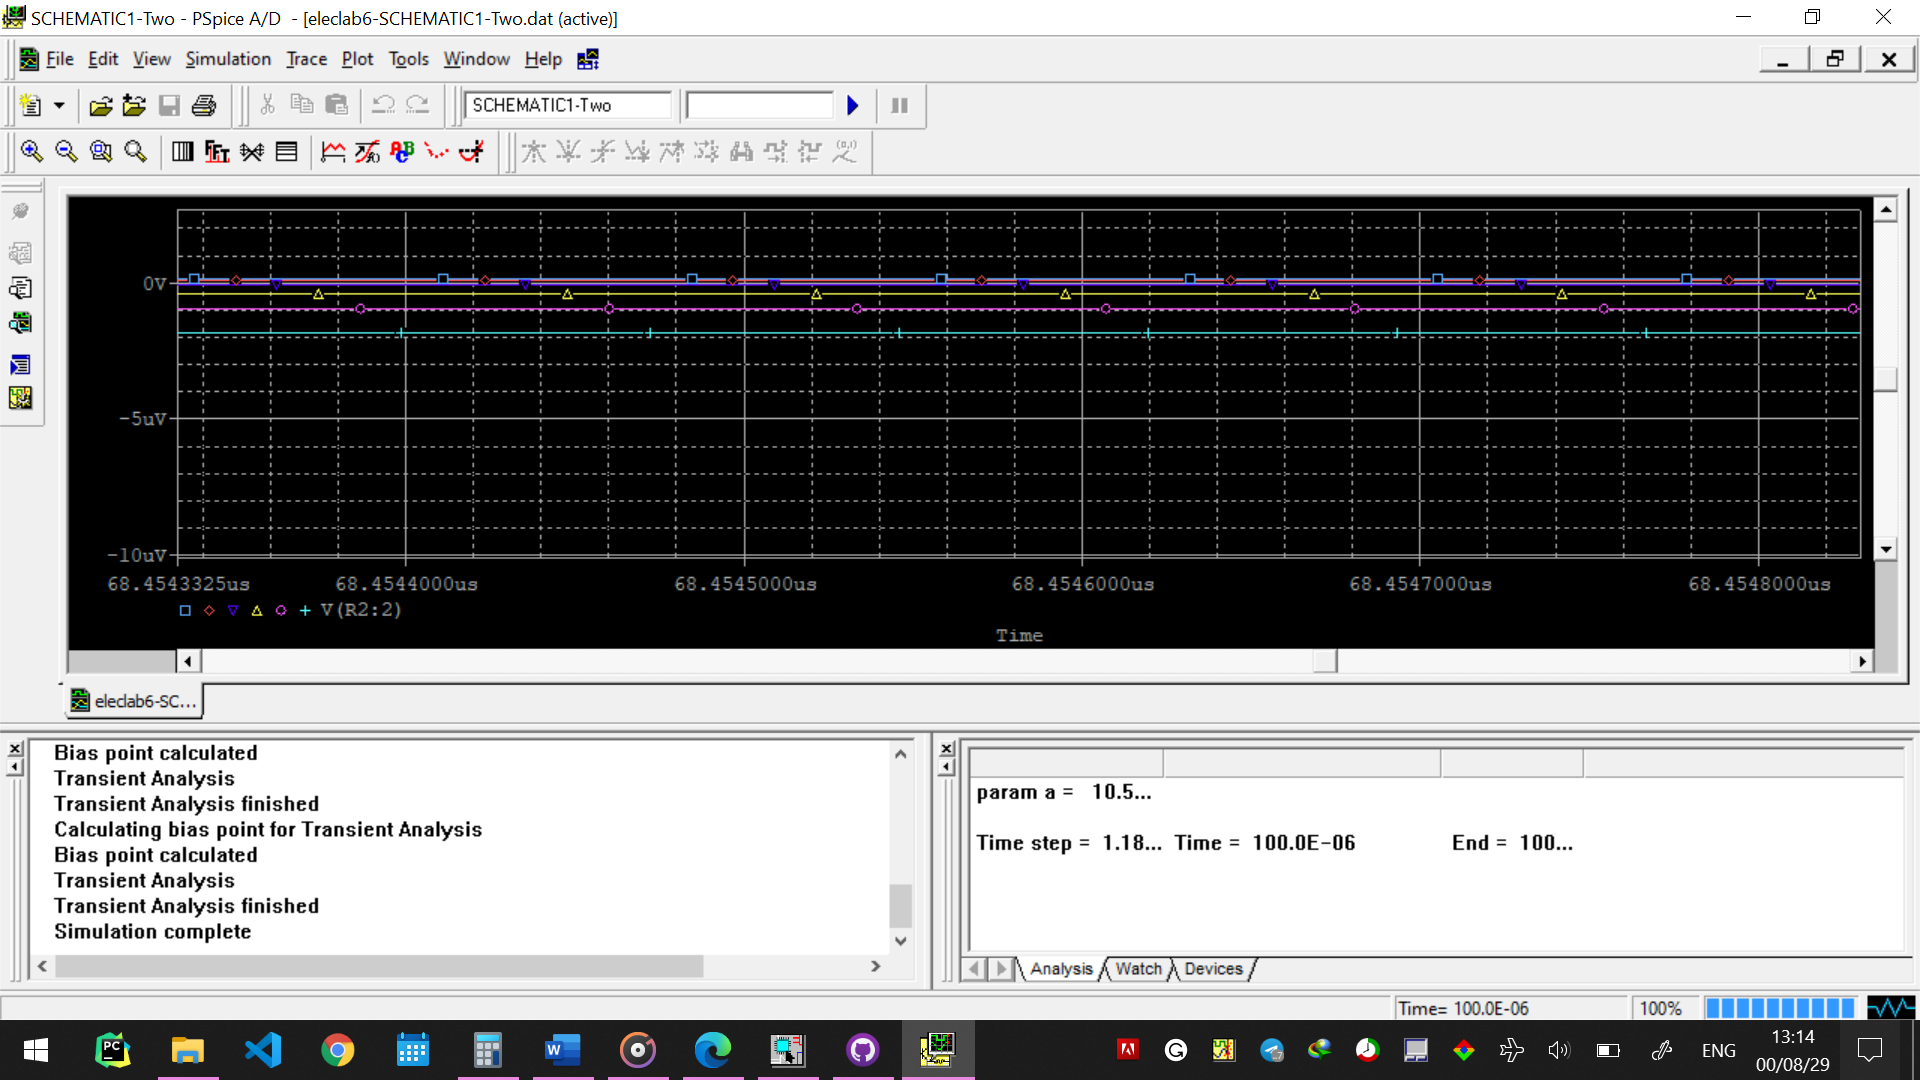 SCHEMATIC1-Two - PSpice A/D - [eleclab6-SCHEMATIC1-Two.dat (active)]
File Edit View Simulation Trace Plot Tools Window Help
SCHEMATIC1-Two
FFT
ABC
0V
-5uV
-10uV
68.4543325us 68.4544000us 68.4545000us 68.4546000us 68.4547000us 68.4548000us
V(R2:2)
Time
eleclab6-SC...
Bias point calculated
Transient Analysis
Transient Analysis finished
Calculating bias point for Transient Analysis
Bias point calculated
Transient Analysis
Transient Analysis finished
Simulation complete
param a = 10.5...
Time step = 1.18... Time = 100.0E-06 End = 100...
Analysis Watch Devices
Time= 100.0E-06 100%
PC W G ENG 13:14
00/08/29